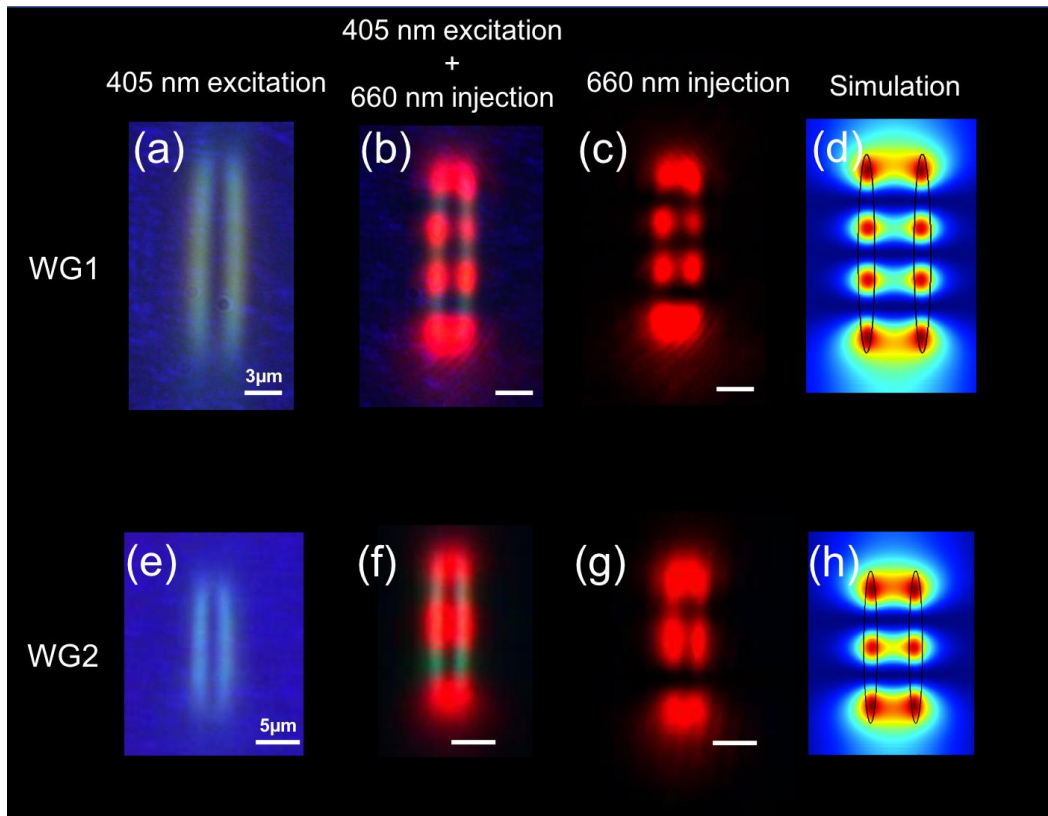 405 nm excitation
405 nm excitation
+
660 nm injection
660 nm injection
Simulation
WG1
(a)
3µm
(b)
(c)
(d)
WG2
(e)
5µm
(f)
(g)
(h)